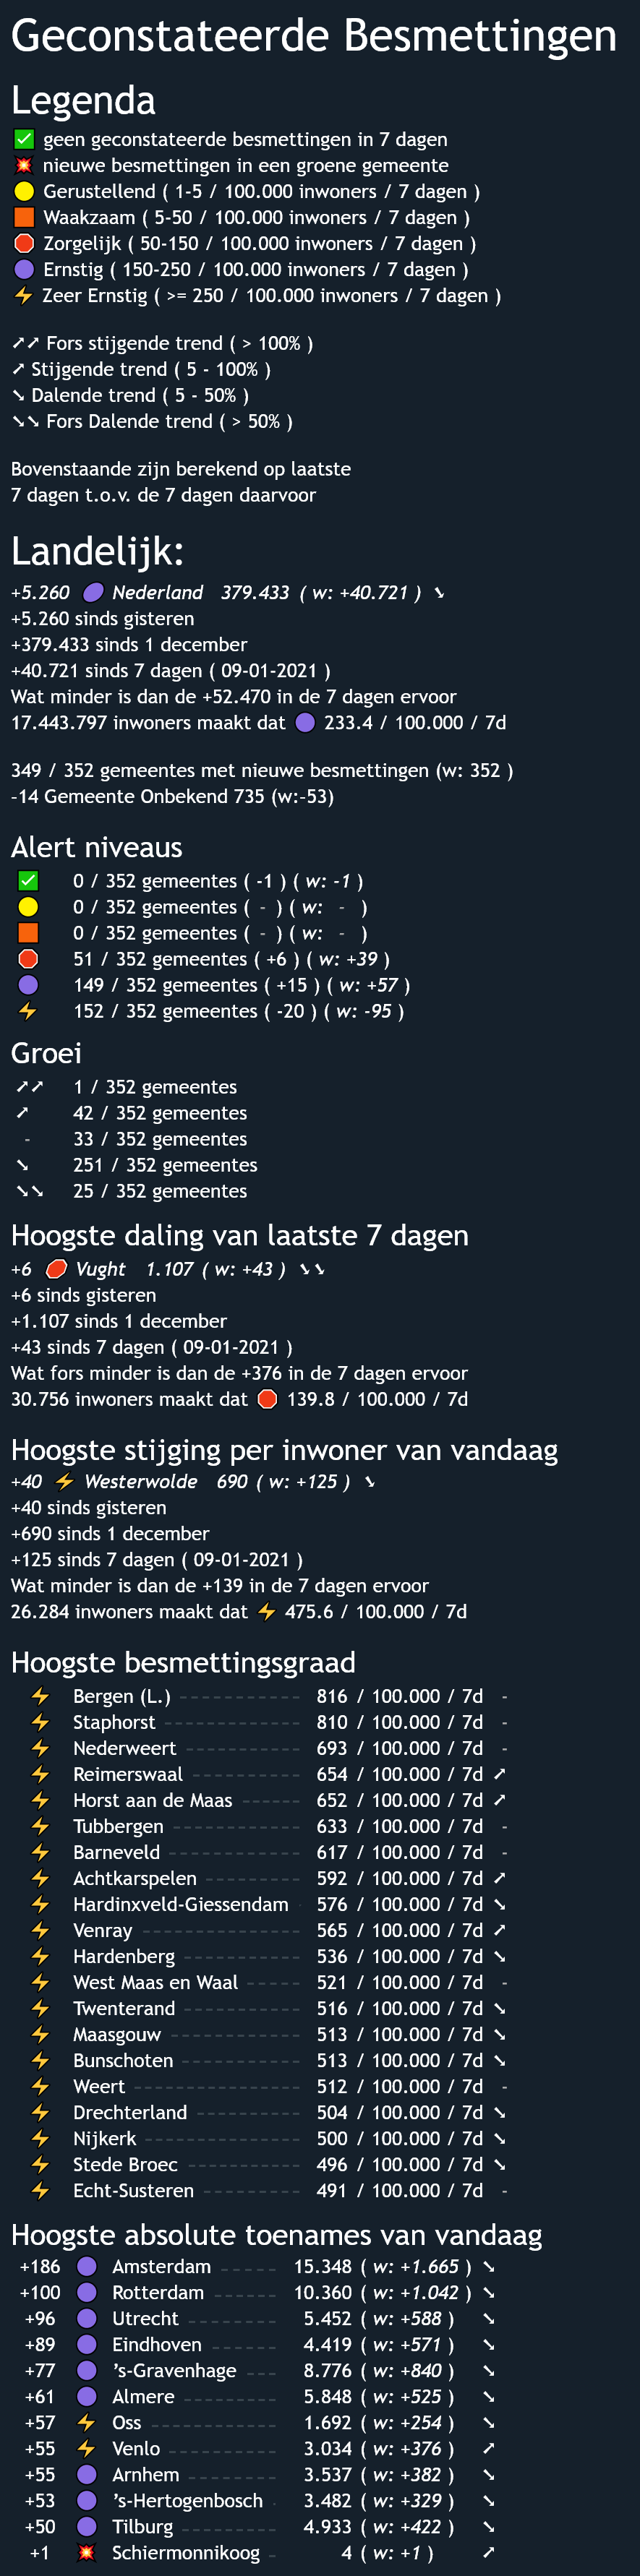 Geconstateerde Besmettingen
Legenda
✅ geen geconstateerde besmettingen in 7 dagen
💥 nieuwe besmettingen in een groene gemeente
🟡 Gerustellend ( 1-5 / 100.000 inwoners / 7 dagen )
🟧 Waakzaam ( 5-50 / 100.000 inwoners / 7 dagen )
🛑 Zorgelijk ( 50-150 / 100.000 inwoners / 7 dagen )
🟣 Ernstig ( 150-250 / 100.000 inwoners / 7 dagen )
⚡ Zeer Ernstig ( >= 250 / 100.000 inwoners / 7 dagen )
➚➚ Fors stijgende trend ( > 100% )
➚ Stijgende trend ( 5 - 100% )
➘ Dalende trend ( 5 - 50% )
➘➘ Fors Dalende trend ( > 50% )
Bovenstaande zijn berekend op laatste
7 dagen t.o.v. de 7 dagen daarvoor
Landelijk:
+5.260 🟣 Nederland 379.433 ( w: +40.721 ) ➘
+5.260 sinds gisteren
+379.433 sinds 1 december
+40.721 sinds 7 dagen ( 09-01-2021 )
Wat minder is dan de +52.470 in de 7 dagen ervoor
17.443.797 inwoners maakt dat 🟣 233.4 / 100.000 / 7d
349 / 352 gemeentes met nieuwe besmettingen (w: 352 )
-14 Gemeente Onbekend 735 (w:-53)
Alert niveaus
✅ 0 / 352 gemeentes ( -1 ) ( w: -1 )
🟡 0 / 352 gemeentes ( - ) ( w: - )
🟧 0 / 352 gemeentes ( - ) ( w: - )
🛑 51 / 352 gemeentes ( +6 ) ( w: +39 )
🟣 149 / 352 gemeentes ( +15 ) ( w: +57 )
⚡ 152 / 352 gemeentes ( -20 ) ( w: -95 )
Groei
➚➚ 1 / 352 gemeentes
➚ 42 / 352 gemeentes
- 33 / 352 gemeentes
➘ 251 / 352 gemeentes
➘➘ 25 / 352 gemeentes
Hoogste daling van laatste 7 dagen
+6 🛑 Vught 1.107 ( w: +43 ) ➘➘
+6 sinds gisteren
+1.107 sinds 1 december
+43 sinds 7 dagen ( 09-01-2021 )
Wat fors minder is dan de +376 in de 7 dagen ervoor
30.756 inwoners maakt dat 🛑 139.8 / 100.000 / 7d
Hoogste stijging per inwoner van vandaag
+40 ⚡ Westerwolde 690 ( w: +125 ) ➘
+40 sinds gisteren
+690 sinds 1 december
+125 sinds 7 dagen ( 09-01-2021 )
Wat minder is dan de +139 in de 7 dagen ervoor
26.284 inwoners maakt dat ⚡ 475.6 / 100.000 / 7d
Hoogste besmettingsgraad
⚡ Bergen (L.) 816 / 100.000 / 7d -
⚡ Staphorst 810 / 100.000 / 7d -
⚡ Nederweert 693 / 100.000 / 7d -
⚡ Reimerswaal 654 / 100.000 / 7d ➚
⚡ Horst aan de Maas 652 / 100.000 / 7d ➚
⚡ Tubbergen 633 / 100.000 / 7d -
⚡ Barneveld 617 / 100.000 / 7d -
⚡ Achtkarspelen 592 / 100.000 / 7d ➚
⚡ Hardinxveld-Giessendam 576 / 100.000 / 7d ➘
⚡ Venray 565 / 100.000 / 7d ➚
⚡ Hardenberg 536 / 100.000 / 7d ➘
⚡ West Maas en Waal 521 / 100.000 / 7d -
⚡ Twenterand 516 / 100.000 / 7d ➘
⚡ Maasgouw 513 / 100.000 / 7d ➘
⚡ Bunschoten 513 / 100.000 / 7d ➘
⚡ Weert 512 / 100.000 / 7d -
⚡ Drechterland 504 / 100.000 / 7d ➘
⚡ Nijkerk 500 / 100.000 / 7d ➘
⚡ Stede Broec 496 / 100.000 / 7d ➘
⚡ Echt-Susteren 491 / 100.000 / 7d -
Hoogste absolute toenames van vandaag
+186 🟣 Amsterdam 15.348 ( w: +1.665 ) ➘
+100 🟣 Rotterdam 10.360 ( w: +1.042 ) ➘
+96 🟣 Utrecht 5.452 ( w: +588 ) ➘
+89 🟣 Eindhoven 4.419 ( w: +571 ) ➘
+77 🟣 's-Gravenhage 8.776 ( w: +840 ) ➘
+61 🟣 Almere 5.848 ( w: +525 ) ➘
+57 ⚡ Oss 1.692 ( w: +254 ) ➘
+55 ⚡ Venlo 3.034 ( w: +376 ) ➚
+55 🟣 Arnhem 3.537 ( w: +382 ) ➘
+53 🟣 's-Hertogenbosch 3.482 ( w: +329 ) ➘
+50 🟣 Tilburg 4.933 ( w: +422 ) ➘
+1 💥 Schiermonnikoog 4 ( w: +1 ) ➚